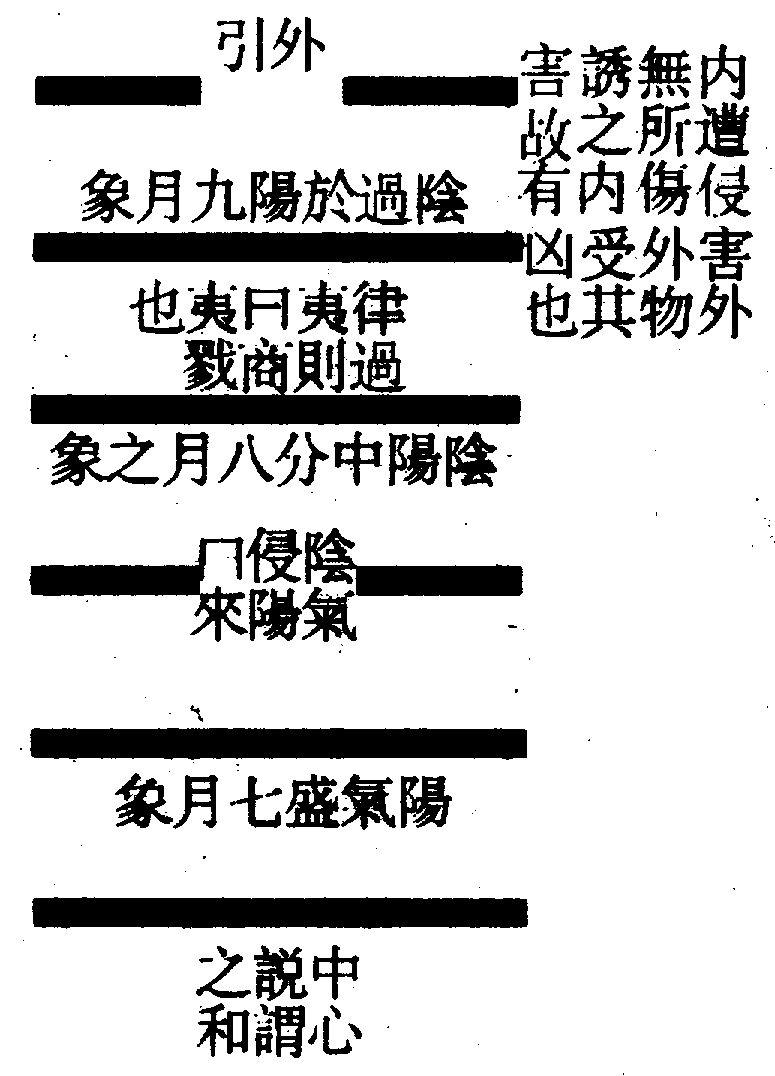 外引
内遭侵害外
無所傷外物
誘之内受其
害故有凶也
陰過於陽九月象
律過
夷則
曰商
夷戮
也
陰陽中分八月之象
陰氣
侵陽
曰來
陽氣盛七月象
中心
説謂
之和